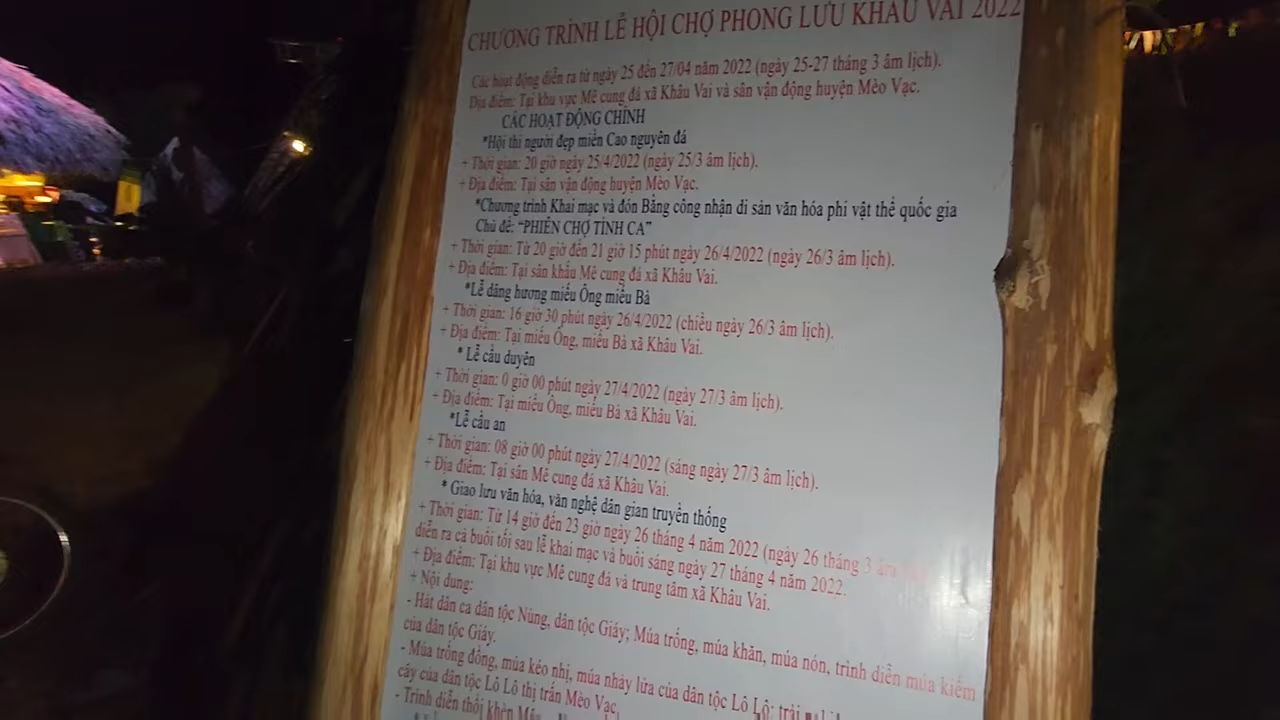 CHƯƠNG TRÌNH LỄ HỘI CHỢ PHONG LƯU KHÂU VAI 2022
Các hoạt động diễn ra từ ngày 25 đến 27/04 năm 2022 (ngày 25-27 tháng 3 âm lịch).
Địa điểm: Tại khu vực Mê cung đá xã Khâu Vai và sân vận động huyện Mèo Vạc.
CÁC HOẠT ĐỘNG CHÍNH
*Hội thi người đẹp miền Cao nguyên đá
+ Thời gian: 20 giờ ngày 25/4/2022 (ngày 25/3 âm lịch).
+ Địa điểm: Tại sân vận động huyện Mèo Vạc.
*Chương trình Khai mạc và đón Bằng công nhận di sản văn hóa phi vật thể quốc gia
Chủ đề: “PHIÊN CHỢ TÌNH CA”
+ Thời gian: Từ 20 giờ đến 21 giờ 15 phút ngày 26/4/2022 (ngày 26/3 âm lịch).
+ Địa điểm: Tại sân khấu Mê cung đá xã Khâu Vai.
*Lễ dâng hương miếu Ông miếu Bà
+ Thời gian: 16 giờ 30 phút ngày 26/4/2022 (chiều ngày 26/3 âm lịch).
+ Địa điểm: Tại miếu Ông, miếu Bà xã Khâu Vai.
* Lễ cầu duyên
+ Thời gian: 0 giờ 00 phút ngày 27/4/2022 (ngày 27/3 âm lịch).
+ Địa điểm: Tại miếu Ông, miếu Bà xã Khâu Vai.
*Lễ cầu an
+ Thời gian: 08 giờ 00 phút ngày 27/4/2022 (sáng ngày 27/3 âm lịch).
+ Địa điểm: Tại sân Mê cung đá xã Khâu Vai.
* Giao lưu văn hóa, văn nghệ dân gian truyền thống
+ Thời gian: Từ 14 giờ đến 23 giờ ngày 26 tháng 4 năm 2022 (ngày 26 tháng 3 âm
diễn ra cả buổi tối sau lễ khai mạc và buổi sáng ngày 27 tháng 4 năm 2022.
+ Địa điểm: Tại khu vực Mê cung đá và trung tâm xã Khâu Vai.
+ Nội dung:
- Hát dân ca dân tộc Nùng, dân tộc Giáy; Múa trống, múa khăn, múa nón, trình diễn múa kiếm
của dân tộc Giáy.
- Múa trống đồng, múa kéo nhị, múa nhảy lửa của dân tộc Lô Lô; trải
cấy của dân tộc Lô Lô thị trấn Mèo Vạc.
- Trình diễn thổi khèn